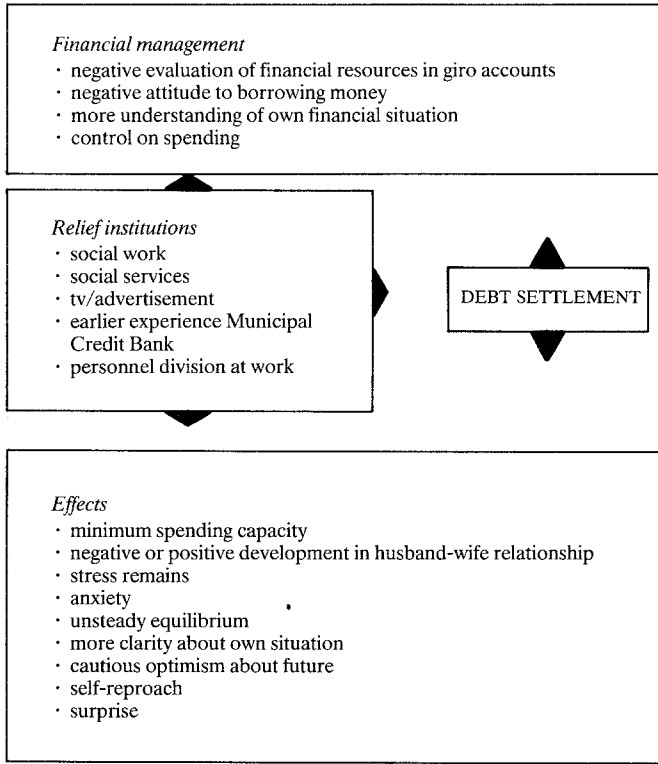 Financial management
· negative evaluation of financial resources in giro accounts
· negative attitude to borrowing money
· more understanding of own financial situation
· control on spending
Relief institutions
· social work
· social services
· tv/advertisement
· earlier experience Municipal
Credit Bank
· personnel division at work
DEBT SETTLEMENT
Effects
· minimum spending capacity
· negative or positive development in husband-wife relationship
· stress remains
· anxiety
· unsteady equilibrium
· more clarity about own situation
· cautious optimism about future
· self-reproach
· surprise